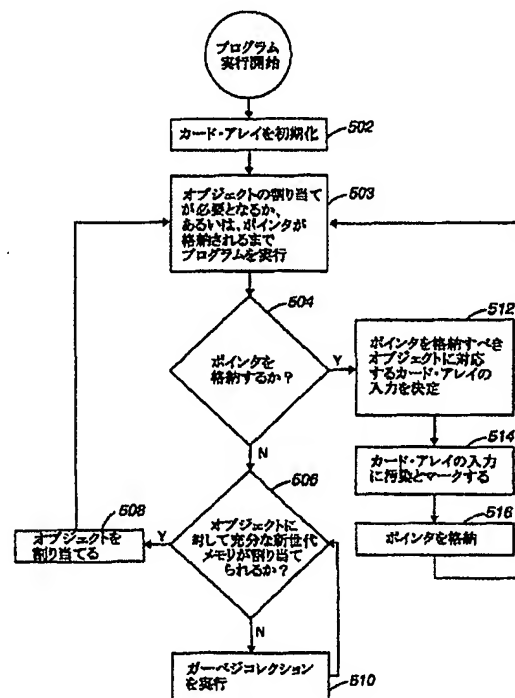 プログラム
実行開始
カード・アレイを初期化
502
オブジェクトの割り当て
が必要となるか、
あるいは、ポインタが
格納されるまで
プログラムを実行
503
504
ポインタを
格納するか？
Y
N
512
ポインタを格納すべき
オブジェクトに対応
するカード・アレイの
入力を決定
514
カード・アレイの入力
に汚染とマークする
516
ポインタを格納
506
オブジェクトに
対して充分な新世代
メモリが割り当て
られるか？
Y
N
508
オブジェクトを
割り当てる
ガーベジコレクション
を実行
510